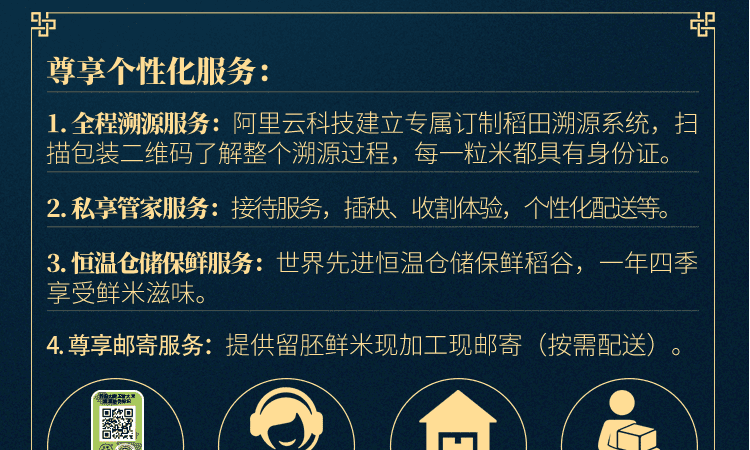 尊享个性化服务：
1. 全程溯源服务：阿里云科技建立专属订制稻田溯源系统，扫
描包装二维码了解整个溯源过程，每一粒米都具有身份证。
2. 私享管家服务：接待服务，插秧、收割体验，个性化配送等。
3. 恒温仓储保鲜服务：世界先进恒温仓储保鲜稻谷，一年四季
享受鲜米滋味。
4. 尊享邮寄服务：提供留胚鲜米现加工现邮寄（按需配送）。